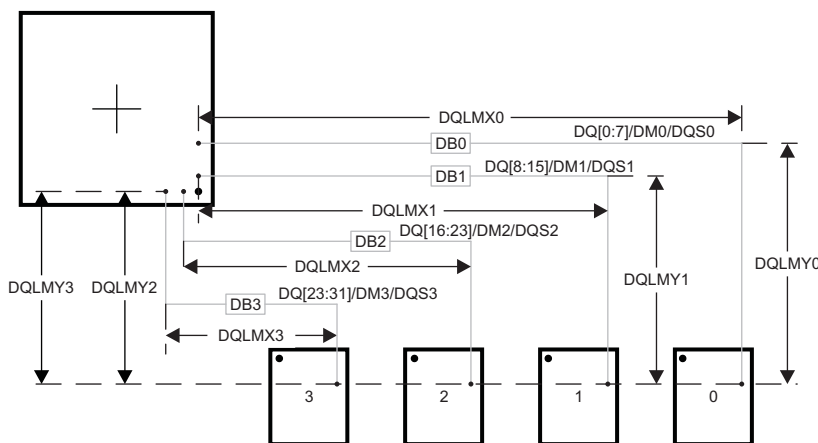 DQLMX0
DQ[0:7]/DM0/DQS0
DB0
DQ[8:15]/DM1/DQS1
DB1
DQLMX1
DQ[16:23]/DM2/DQS2
DB2
DQLMY3
DQLMY2
DQLMX2
DQLMY1
DQLMY0
DQ[23:31]/DM3/DQS3
DB3
DQLMX3
3
2
1
0